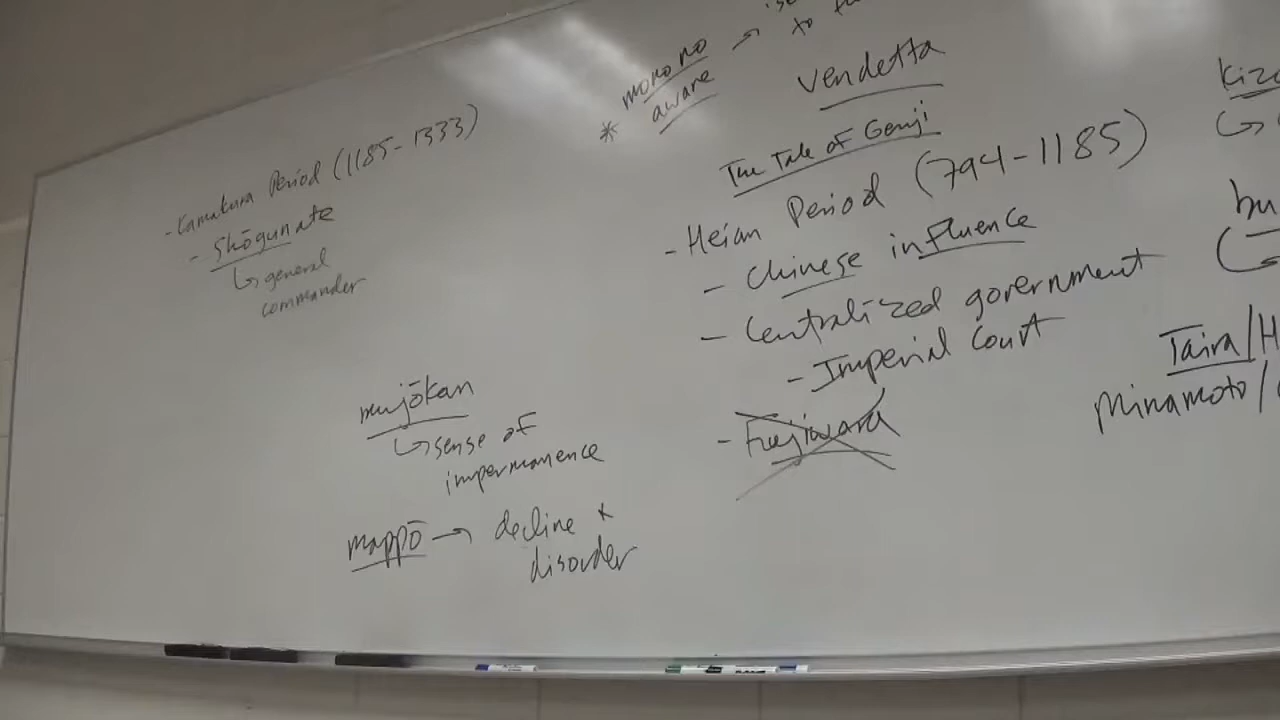 - Kamakura Period (1185-1333)
- Shōgunate
↳ general
commander
mujōkan
↳ sense of
impermanence
mappō → decline &
disorder
* mono no
aware →
to
Vendetta
The Tale of Genji
- Heian Period (794-1185)
- Chinese influence
- Centralized government
- Imperial Court
- Fujiwara
Taira/H
Minamoto/